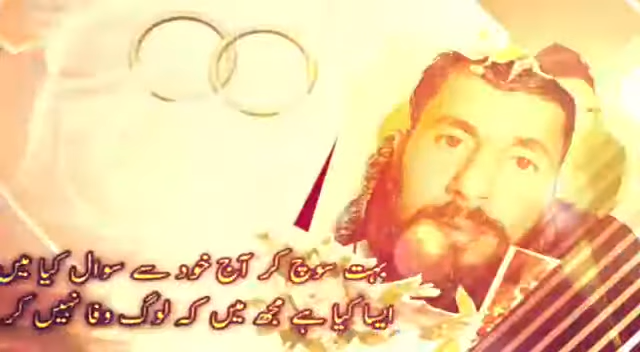 بہت سوچ کر آج خود سے سوال کیا میں
ایسا کیا ہے مجھ میں کہ لوگ وفا نہیں کر